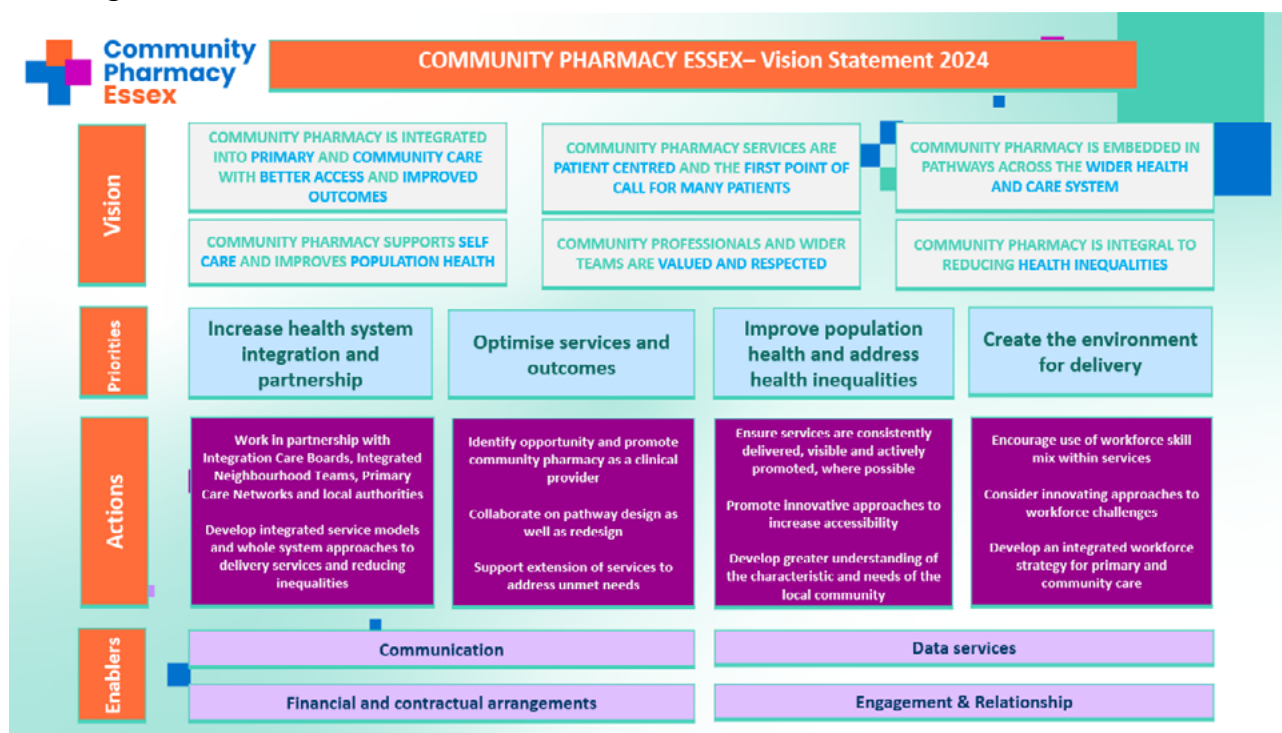 Community
Pharmacy
Essex
COMMUNITY PHARMACY ESSEX– Vision Statement 2024
Vision
COMMUNITY PHARMACY IS INTEGRATED
INTO PRIMARY AND COMMUNITY CARE
WITH BETTER ACCESS AND IMPROVED
OUTCOMES
COMMUNITY PHARMACY SERVICES ARE
PATIENT CENTRED AND THE FIRST POINT OF
CALL FOR MANY PATIENTS
COMMUNITY PHARMACY IS EMBEDDED IN
PATHWAYS ACROSS THE WIDER HEALTH
AND CARE SYSTEM
COMMUNITY PHARMACY SUPPORTS SELF
CARE AND IMPROVES POPULATION HEALTH
COMMUNITY PROFESSIONALS AND WIDER
TEAMS ARE VALUED AND RESPECTED
COMMUNITY PHARMACY IS INTEGRAL TO
REDUCING HEALTH INEQUALITIES
Priorities
Increase health system
integration and
partnership
Optimise services and
outcomes
Improve population
health and address
health inequalities
Create the environment
for delivery
Actions
Work in partnership with
Integration Care Boards, Integrated
Neighbourhood Teams, Primary
Care Networks and local authorities
Develop integrated service models
and whole system approaches to
delivery services and reducing
inequalities
Identify opportunity and promote
community pharmacy as a clinical
provider
Collaborate on pathway design as
well as redesign
Support extension of services to
address unmet needs
Ensure services are consistently
delivered, visible and actively
promoted, where possible
Promote innovative approaches to
increase accessibility
Develop greater understanding of
the characteristic and needs of the
local community
Encourage use of workforce skill
mix within services
Consider innovating approaches to
workforce challenges
Develop an integrated workforce
strategy for primary and
community care
Enablers
Communication
Data services
Financial and contractual arrangements
Engagement & Relationship